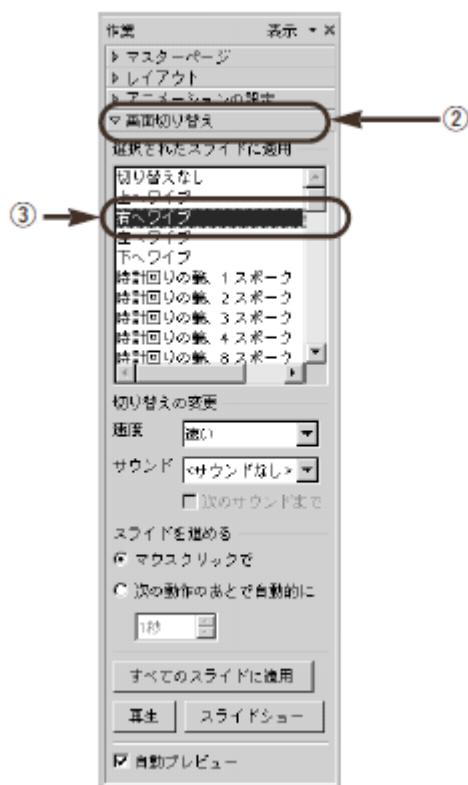 作業 表示
マスターページ
レイアウト
アニメーションの設定
画面切り替え
②
選択されたスライドに適用
切り替えなし
上へワイプ
③
右へワイプ
左へワイプ
下へワイプ
時計回りの輪、1 スポーク
時計回りの輪、2 スポーク
時計回りの輪、3 スポーク
時計回りの輪、4 スポーク
時計回りの輪、8 スポーク
切り替えの変更
速度 速い
サウンド <サウンドなし>
次のサウンドまで
スライドを進める
マウスクリックで
次の動作のあとで自動的に
1秒
すべてのスライドに適用
再生 スライドショー
自動プレビュー